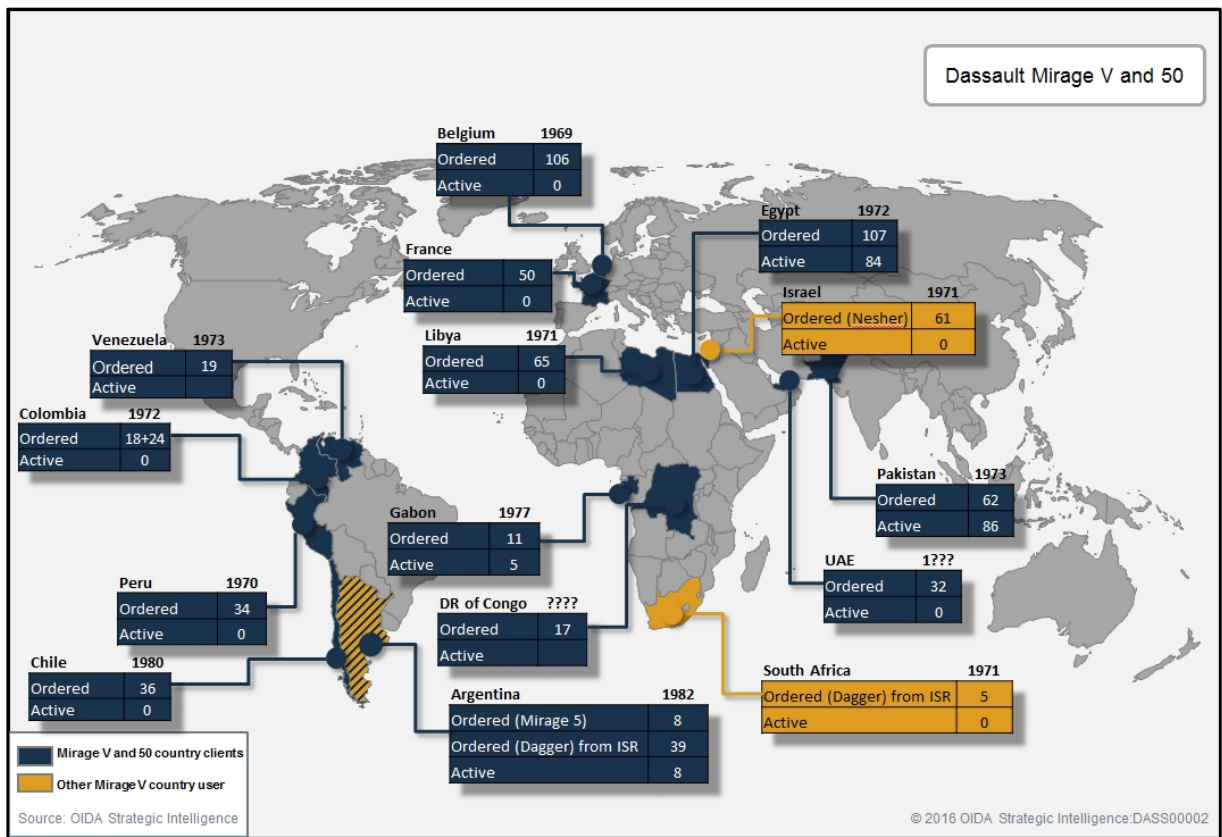 Dassault Mirage V and 50
Belgium 1969
Ordered 106
Active 0
Egypt 1972
Ordered 107
Active 84
France
Ordered 50
Active 0
Israel 1971
Ordered (Nesher) 61
Active 0
Venezuela 1973
Ordered 19
Active
Libya 1971
Ordered 65
Active 0
Colombia 1972
Ordered 18+24
Active 0
Pakistan 1973
Ordered 62
Active 86
Gabon 1977
Ordered 11
Active 5
UAE 1???
Ordered 32
Active 0
Peru 1970
Ordered 34
Active 0
DR of Congo ????
Ordered 17
Active
Chile 1980
Ordered 36
Active 0
South Africa 1971
Ordered (Dagger) from ISR 5
Active 0
Argentina 1982
Ordered (Mirage 5) 8
Ordered (Dagger) from ISR 39
Active 8
Mirage V and 50 country clients
Other Mirage V country user
Source: OIDA Strategic Intelligence
© 2016 OIDA Strategic Intelligence:DASS00002